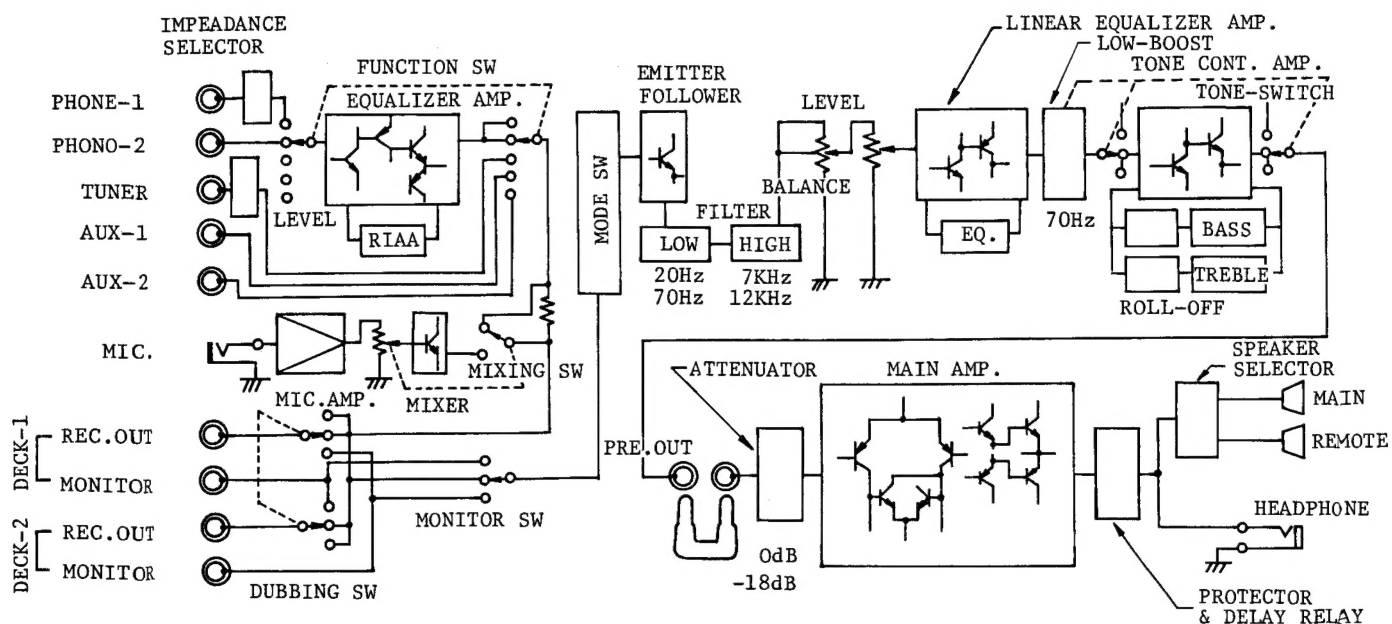 IMPEADANCE
SELECTOR
FUNCTION SW
EQUALIZER AMP.
PHONE-1
PHONO-2
TUNER
AUX-1
AUX-2
MIC.
LEVEL
RIAA
MIXING SW
MIXER
MIC.AMP.
MODE SW
EMITTER
FOLLOWER
FILTER
LOW
HIGH
20Hz
70Hz
7KHz
12KHz
LEVEL
BALANCE
LINEAR EQUALIZER AMP.
LOW-BOOST
TONE CONT. AMP.
TONE-SWITCH
EQ.
70Hz
BASS
TREBLE
ROLL-OFF
DECK-1
REC.OUT
MONITOR
DECK-2
REC.OUT
MONITOR
MONITOR SW
DUBBING SW
PRE.OUT
ATTENUATOR
0dB
-18dB
MAIN AMP.
SPEAKER
SELECTOR
MAIN
REMOTE
HEADPHONE
PROTECTOR
& DELAY RELAY